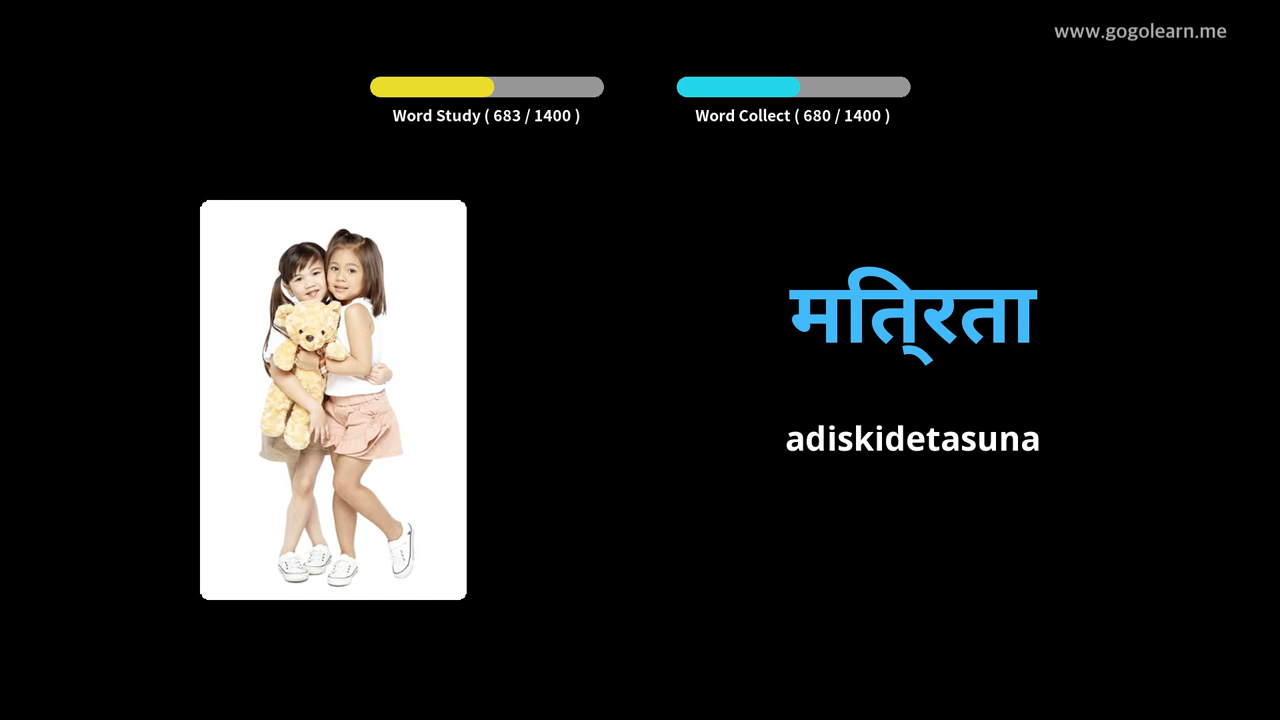 www.gogolearn.me
Word Study ( 683 / 1400 )
Word Collect ( 680 / 1400 )
मति्रता
adiskidetasuna